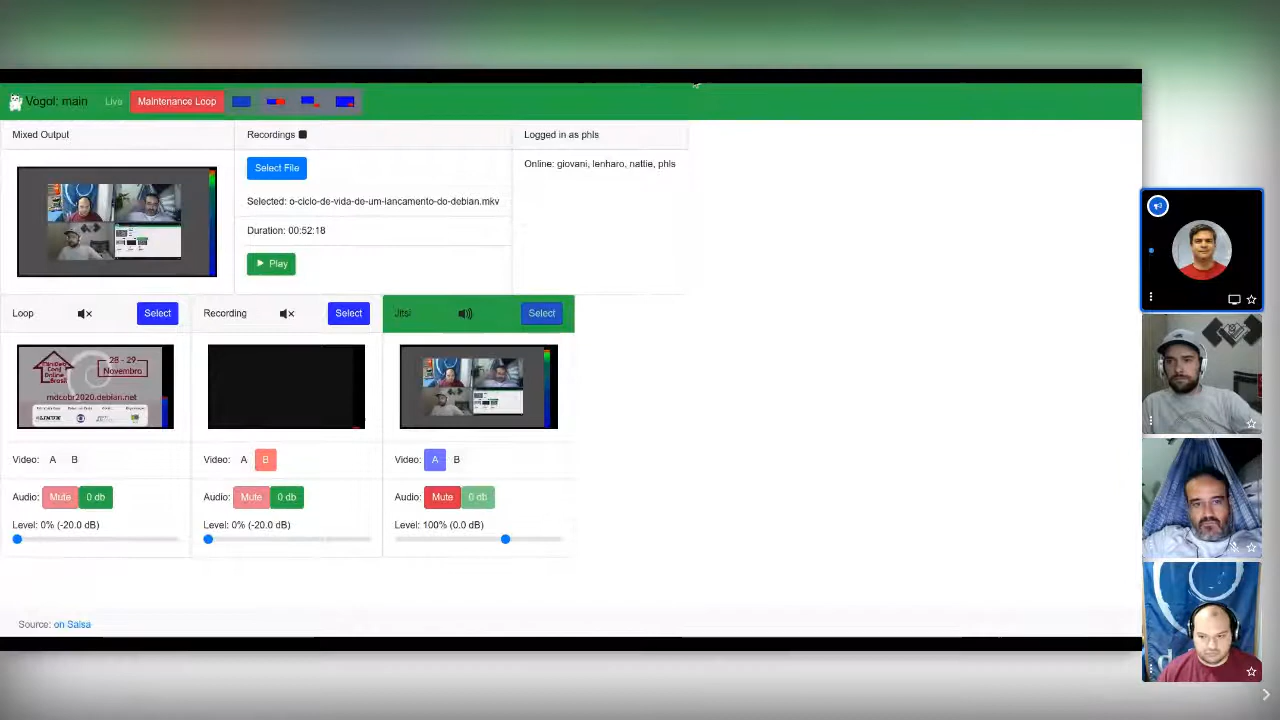 Vogol: main
Live
Maintenance Loop
Mixed Output
Recordings
Logged in as phls
Select File
Online: giovani, lenharo, nattie, phls
Selected: o-ciclo-de-vida-de-um-lancamento-do-debian.mkv
Duration: 00:52:18
Play
Loop
Select
Recording
Select
Jitsi
Select
28 - 29
Novembro
mdcobr2020.debian.net
Video: A B
Video: A B
Video: A B
Audio: Mute 0 db
Audio: Mute 0 db
Audio: Mute 0 db
Level: 0% (-20.0 dB)
Level: 0% (-20.0 dB)
Level: 100% (0.0 dB)
Source: on Salsa